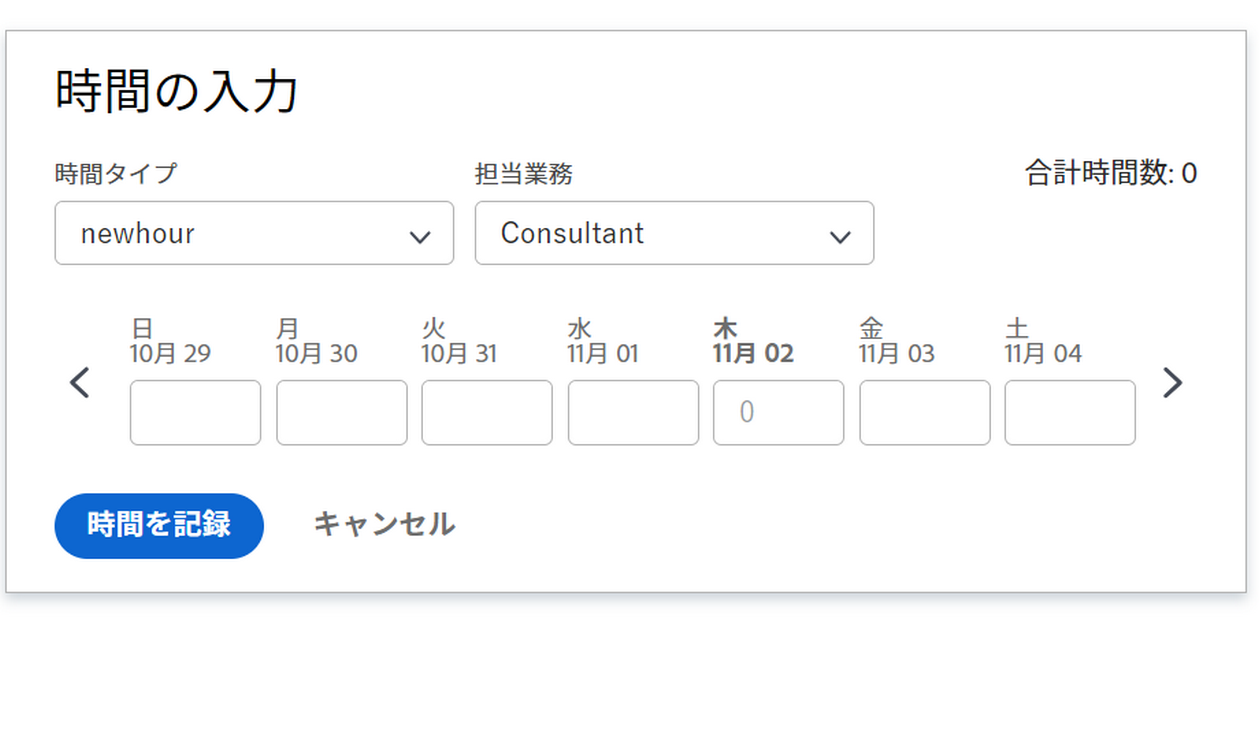 時間の入力
時間タイプ 担当業務 合計時間数: 0
newhour Consultant
日 月 火 水 木 金 土
10月 29 10月 30 10月 31 11月 01 11月 02 11月 03 11月 04
0
時間を記録 キャンセル